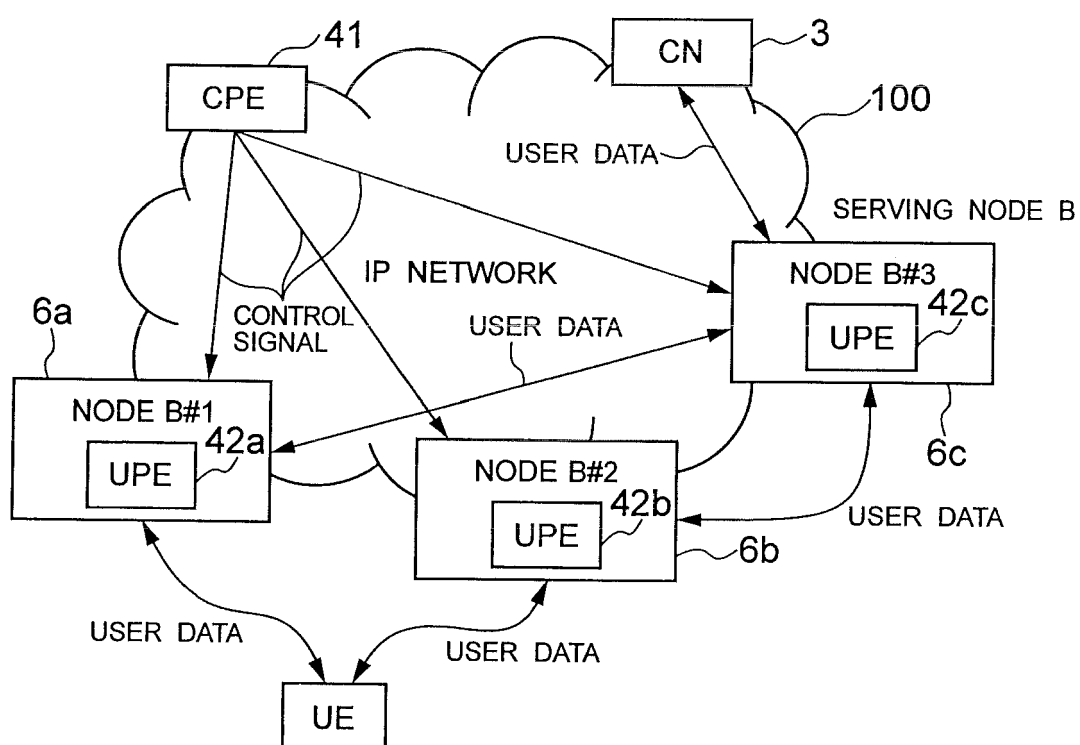 41
CPE
CN
3
100
USER DATA
SERVING NODE B
NODE B#3
42c
UPE
6c
IP NETWORK
CONTROL
SIGNAL
USER DATA
6a
NODE B#1
42a
UPE
NODE B#2
42b
UPE
6b
USER DATA
USER DATA
USER DATA
UE